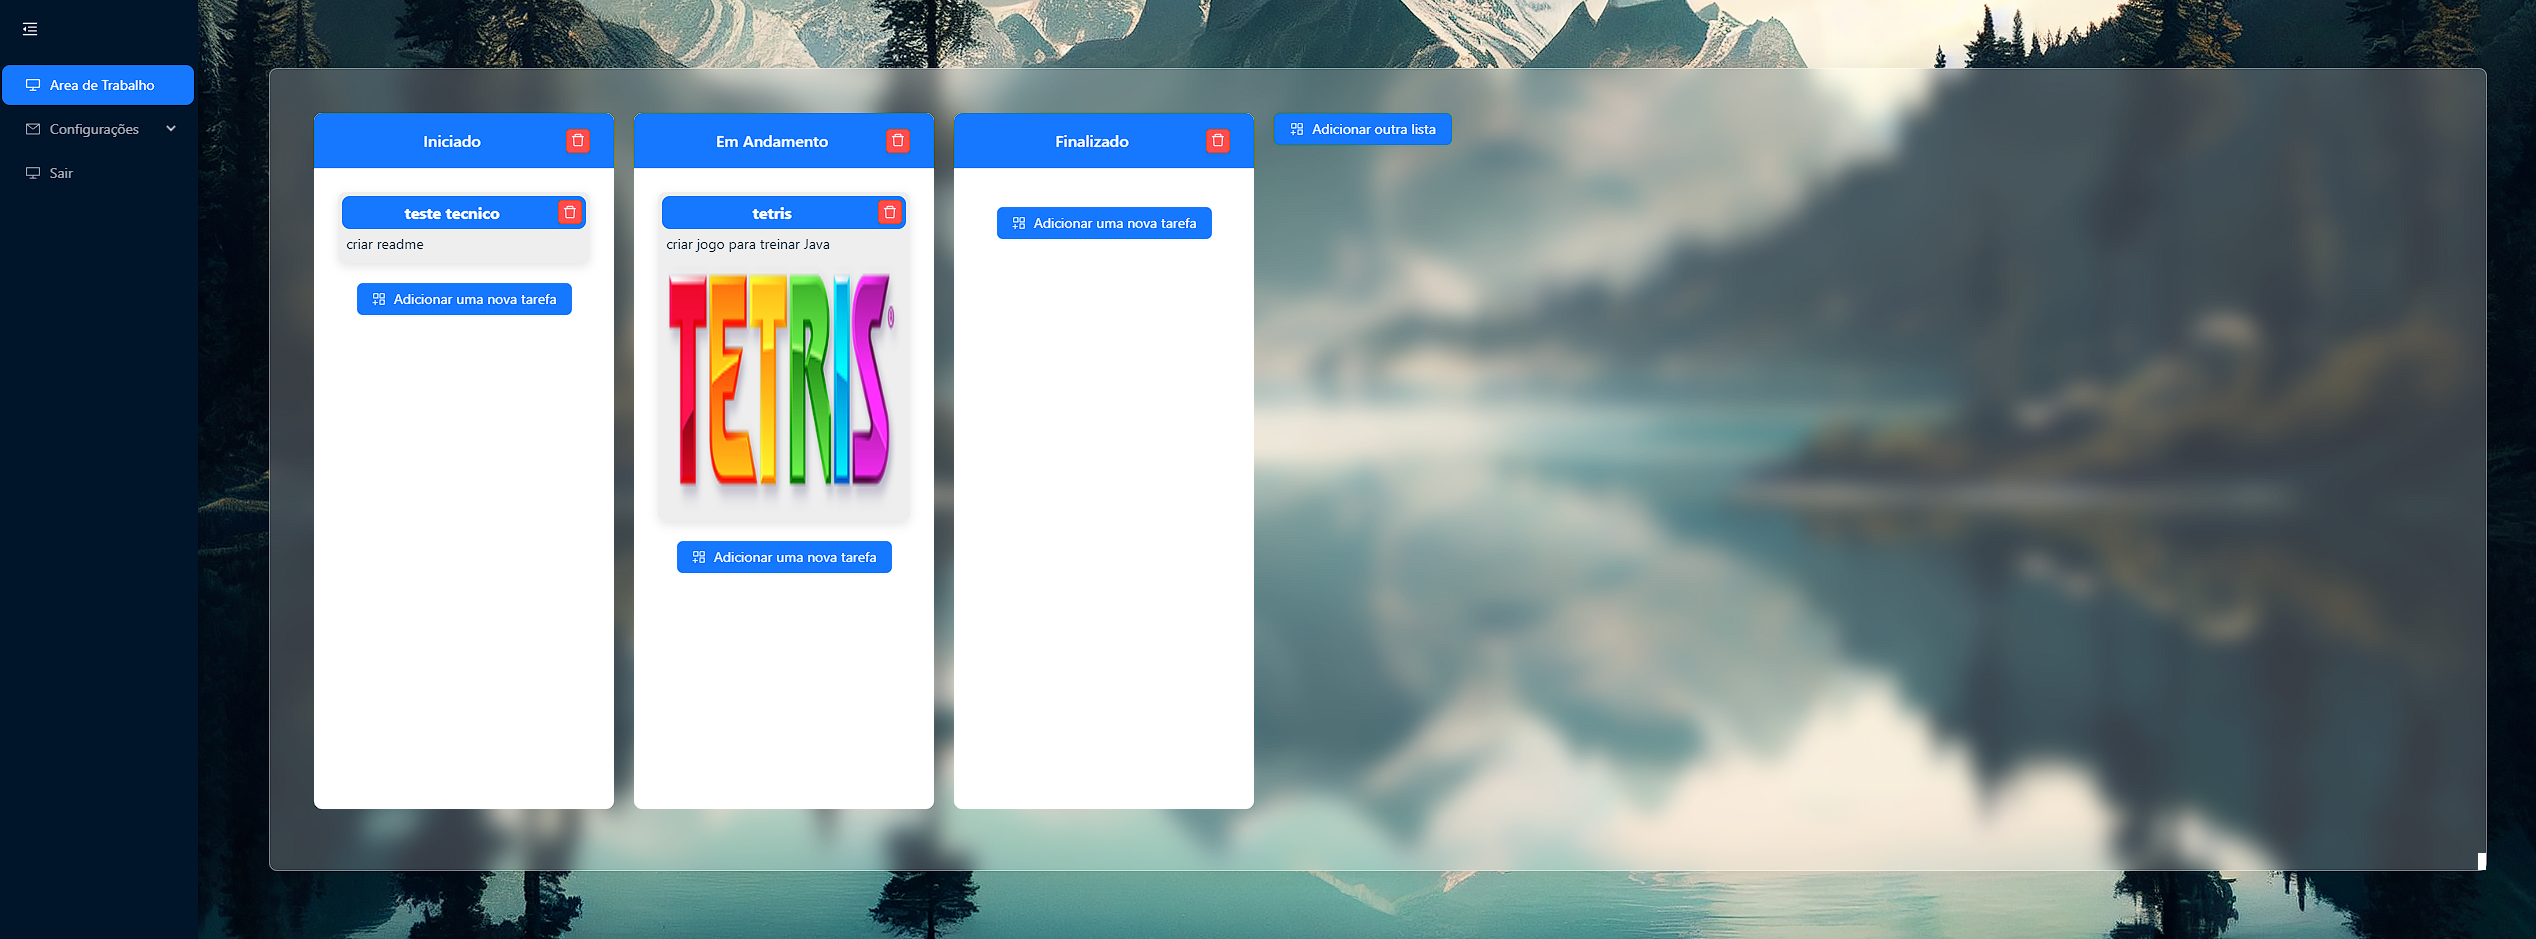 Area de Trabalho
Configurações
Sair
Iniciado
teste tecnico
criar readme
Adicionar uma nova tarefa
Em Andamento
tetris
criar jogo para treinar Java
TETRIS®
Adicionar uma nova tarefa
Finalizado
Adicionar uma nova tarefa
Adicionar outra lista